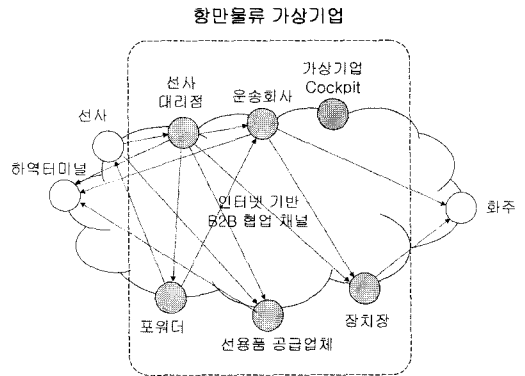 항만물류 가상기업
가상기업
Cockpit
선사
대리점
운송회사
선사
하역터미널
인터넷 기반
B2B 협업 채널
화주
포워더
선용품 공급업체
장치장